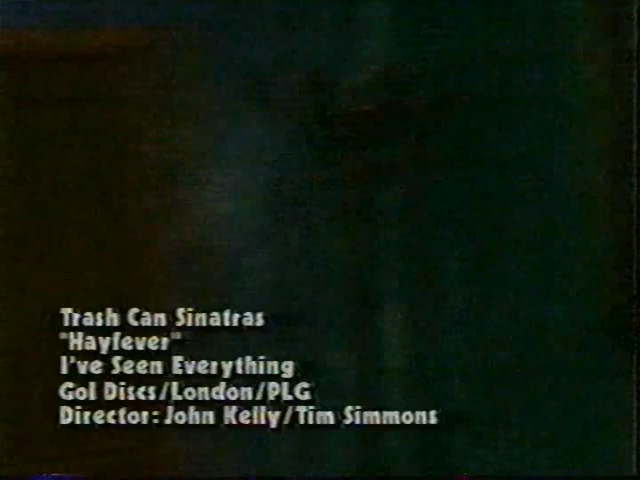 Trash Can Sinatras
"Hayfever"
I've Seen Everything
Go! Discs/London/PLG
Director: John Kelly/Tim Simmons